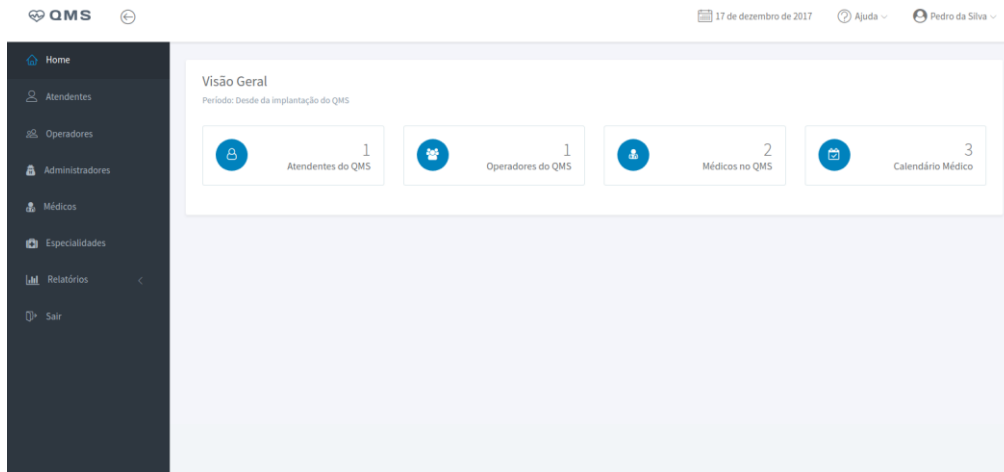 QMS
17 de dezembro de 2017
Ajuda
Pedro da Silva
Home
Atendentes
Operadores
Administradores
Médicos
Especialidades
Relatórios
Sair
Visão Geral
Período: Desde da implantação do QMS
1
Atendentes do QMS
1
Operadores do QMS
2
Médicos no QMS
3
Calendário Médico